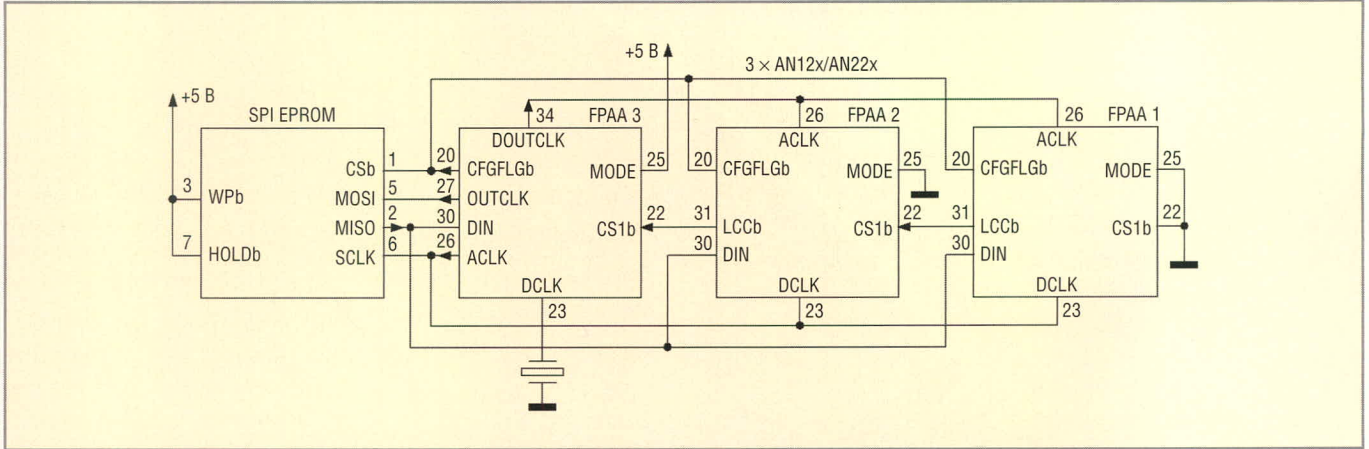 +5 В
3 × AN12x/AN22x
+5 В
SPI EPROM
34
FPAA 3
26
FPAA 2
26
FPAA 1
DOUTCLK
ACLK
ACLK
CSb
1
20
CFGFLGb
MODE
25
20
CFGFLGb
MODE
25
20
CFGFLGb
MODE
25
3
WPb
MOSI
5
27
OUTCLK
MISO
2
30
DIN
CS1b
22
31
LCCb
CS1b
22
31
LCCb
CS1b
22
7
HOLDb
SCLK
6
26
ACLK
30
DIN
30
DIN
DCLK
DCLK
DCLK
23
23
23